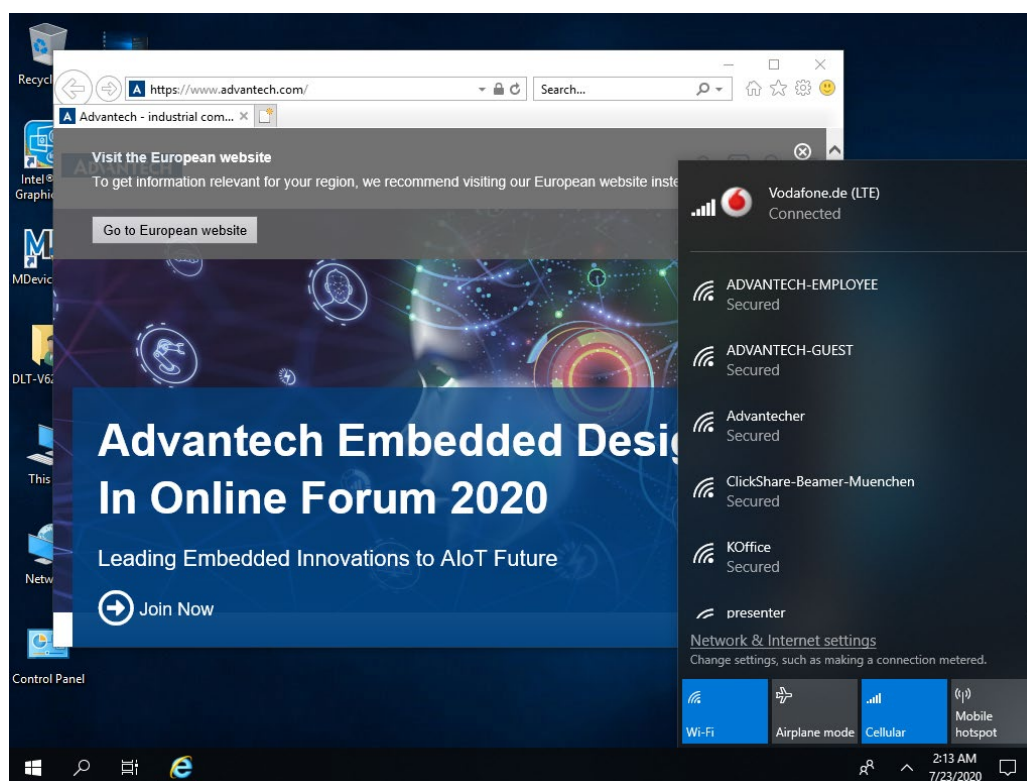 Recycl
Intel®
Graphic
MDevic
DLT-V62
This
Netw
Control Panel
https://www.advantech.com/
Search...
Advantech - industrial com...
Visit the European website
ADVANTECH
To get information relevant for your region, we recommend visiting our European website inste
Go to European website
Advantech Embedded Desig
In Online Forum 2020
Leading Embedded Innovations to AIoT Future
Join Now
Vodafone.de (LTE)
Connected
ADVANTECH-EMPLOYEE
Secured
ADVANTECH-GUEST
Secured
Advantecher
Secured
ClickShare-Beamer-Muenchen
Secured
KOffice
Secured
presenter
Network & Internet settings
Change settings, such as making a connection metered.
Wi-Fi
Airplane mode
Cellular
Mobile
hotspot
2:13 AM
7/23/2020